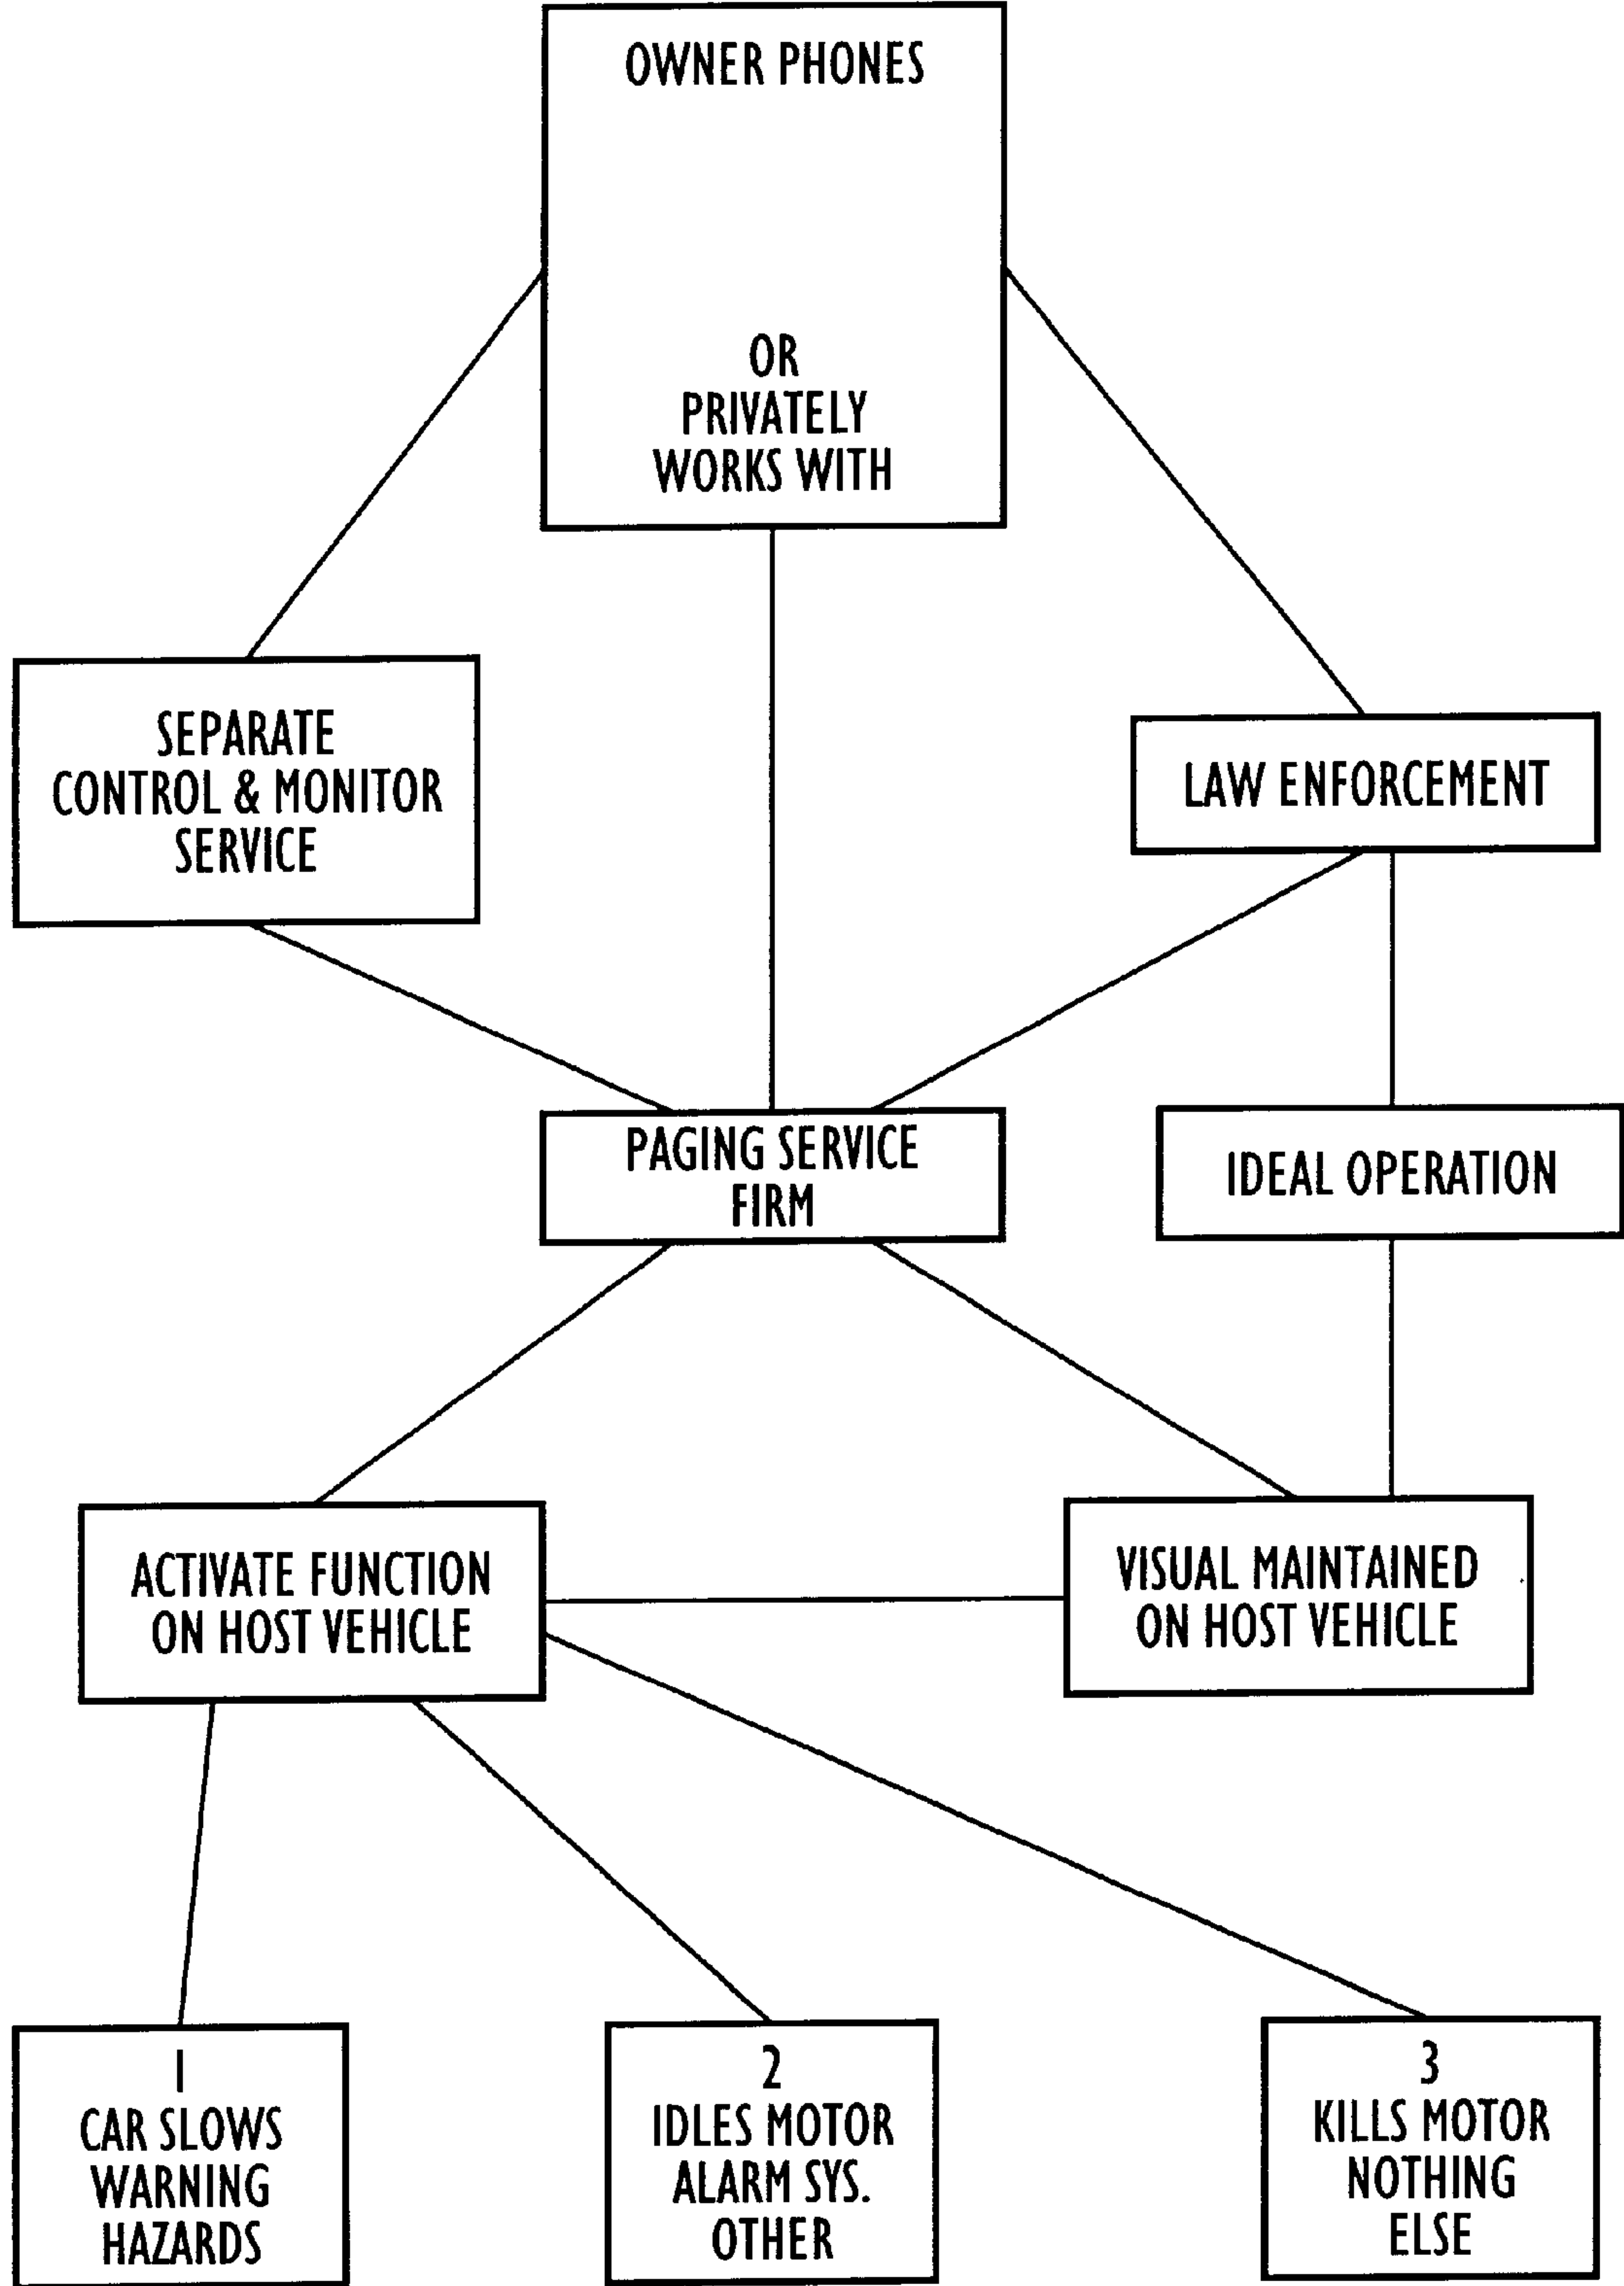 OWNER PHONES
OR
PRIVATELY
WORKS WITH
SEPARATE
CONTROL & MONITOR
SERVICE
LAW ENFORCEMENT
PAGING SERVICE
FIRM
IDEAL OPERATION
ACTIVATE FUNCTION
ON HOST VEHICLE
VISUAL MAINTAINED
ON HOST VEHICLE
1
CAR SLOWS
WARNING
HAZARDS
2
IDLES MOTOR
ALARM SYS.
OTHER
3
KILLS MOTOR
NOTHING
ELSE